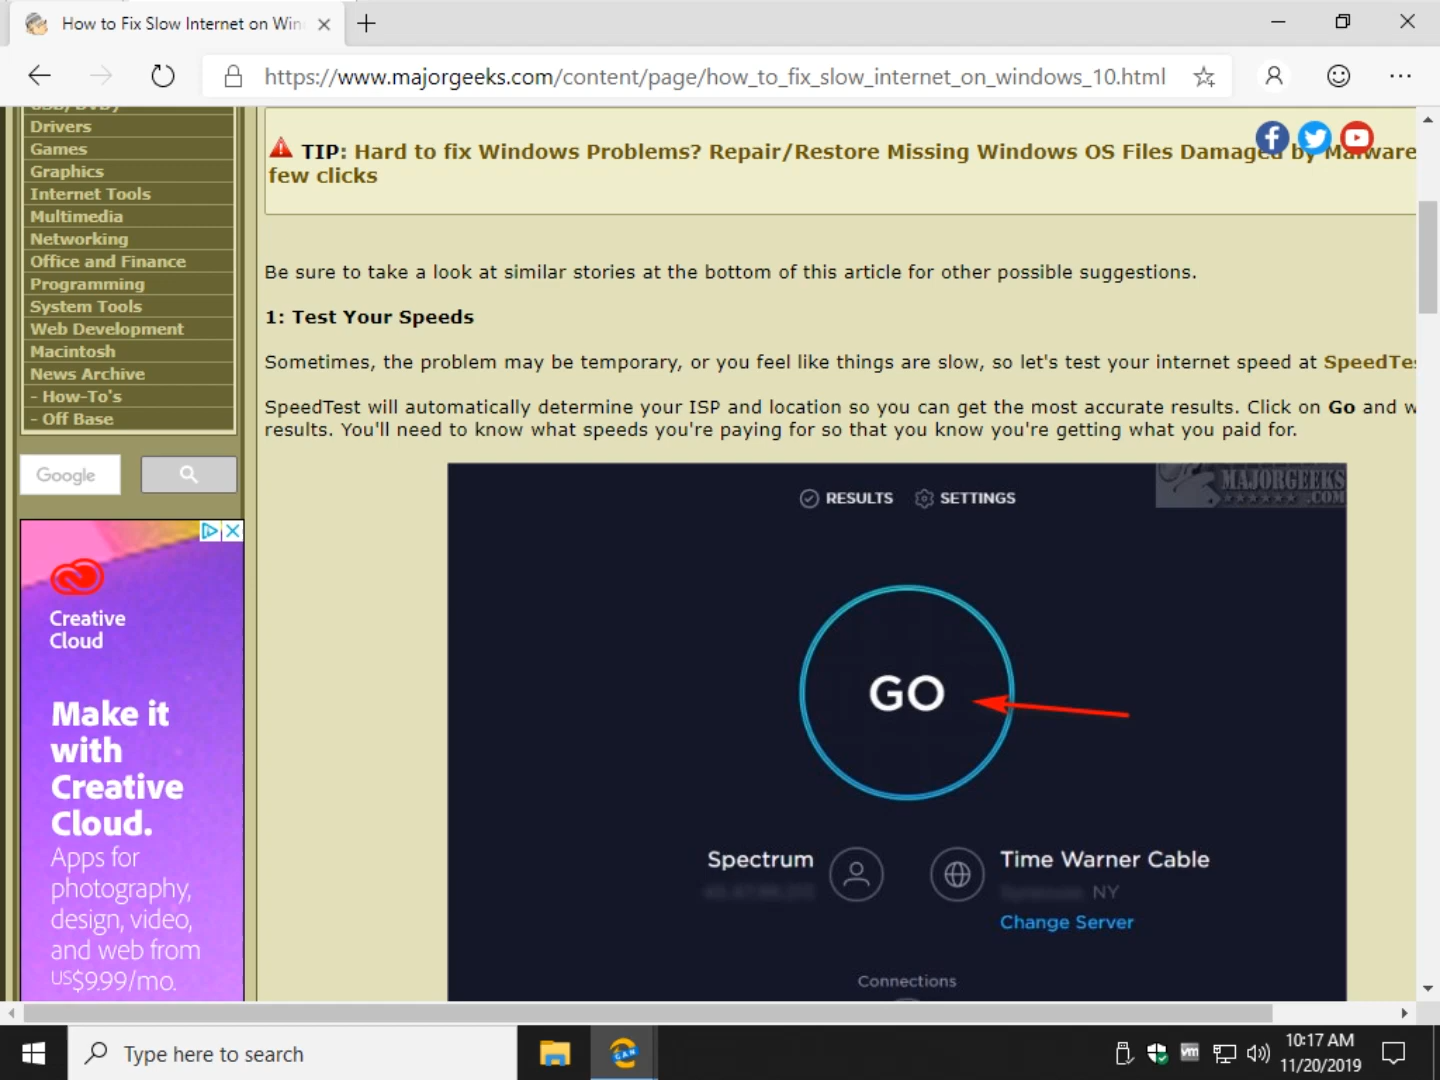 How to Fix Slow Internet on Win
https://www.majorgeeks.com/content/page/how_to_fix_slow_internet_on_windows_10.html
Drivers
Games
Graphics
Internet Tools
Multimedia
Networking
Office and Finance
Programming
System Tools
Web Development
Macintosh
News Archive
- How-To's
- Off Base
Google
Creative
Cloud
Make it
with
Creative
Cloud.
Apps for
photography,
design, video,
and web from
US$9.99/mo.
TIP: Hard to fix Windows Problems? Repair/Restore Missing Windows OS Files Damaged by Malware
few clicks
Be sure to take a look at similar stories at the bottom of this article for other possible suggestions.
1: Test Your Speeds
Sometimes, the problem may be temporary, or you feel like things are slow, so let's test your internet speed at SpeedTe
SpeedTest will automatically determine your ISP and location so you can get the most accurate results. Click on Go and w
results. You'll need to know what speeds you're paying for so that you know you're getting what you paid for.
RESULTS SETTINGS
MAJORGEEKS
.COM
GO
Spectrum
Time Warner Cable
NY
Change Server
Connections
Type here to search
CAN
vm
10:17 AM
11/20/2019